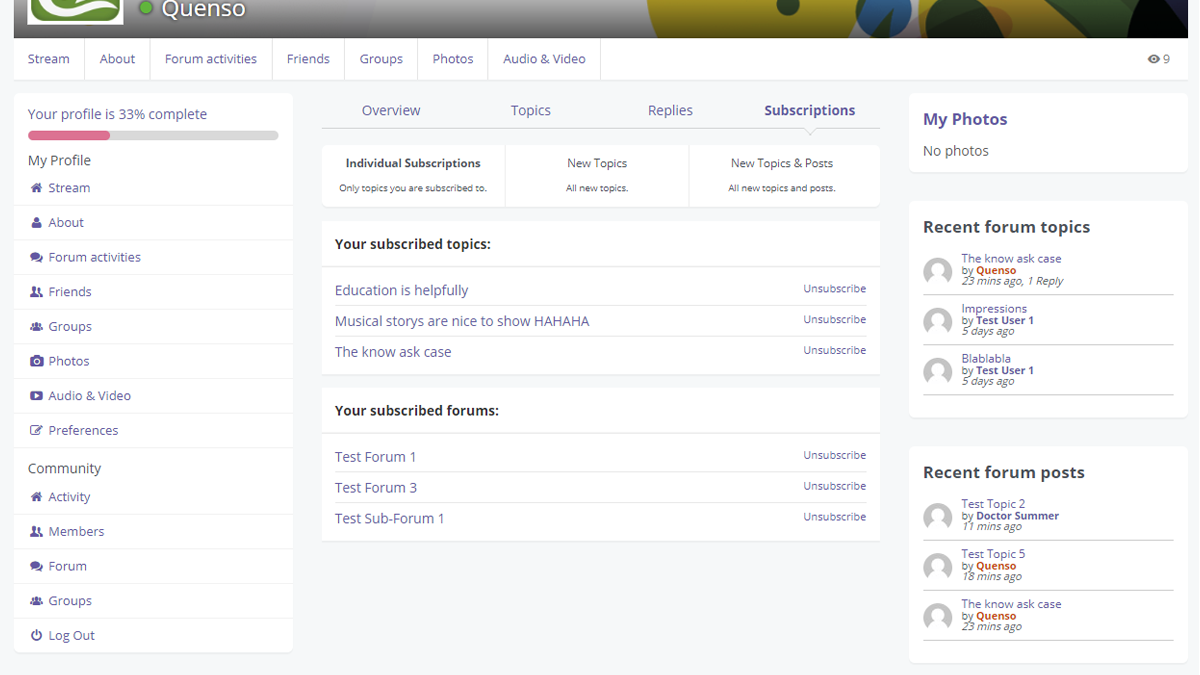 Quenso
Stream
About
Forum activities
Friends
Groups
Photos
Audio & Video
9
Your profile is 33% complete
My Profile
Stream
About
Forum activities
Friends
Groups
Photos
Audio & Video
Preferences
Community
Activity
Members
Forum
Groups
Log Out
Overview
Topics
Replies
Subscriptions
Individual Subscriptions
Only topics you are subscribed to.
New Topics
All new topics.
New Topics & Posts
All new topics and posts.
Your subscribed topics:
Education is helpfully
Unsubscribe
Musical storys are nice to show HAHAHA
Unsubscribe
The know ask case
Unsubscribe
Your subscribed forums:
Test Forum 1
Unsubscribe
Test Forum 3
Unsubscribe
Test Sub-Forum 1
Unsubscribe
My Photos
No photos
Recent forum topics
The know ask case
by Quenso
23 mins ago, 1 Reply
Impressions
by Test User 1
5 days ago
Blablabla
by Test User 1
5 days ago
Recent forum posts
Test Topic 2
by Doctor Summer
11 mins ago
Test Topic 5
by Quenso
18 mins ago
The know ask case
by Quenso
23 mins ago